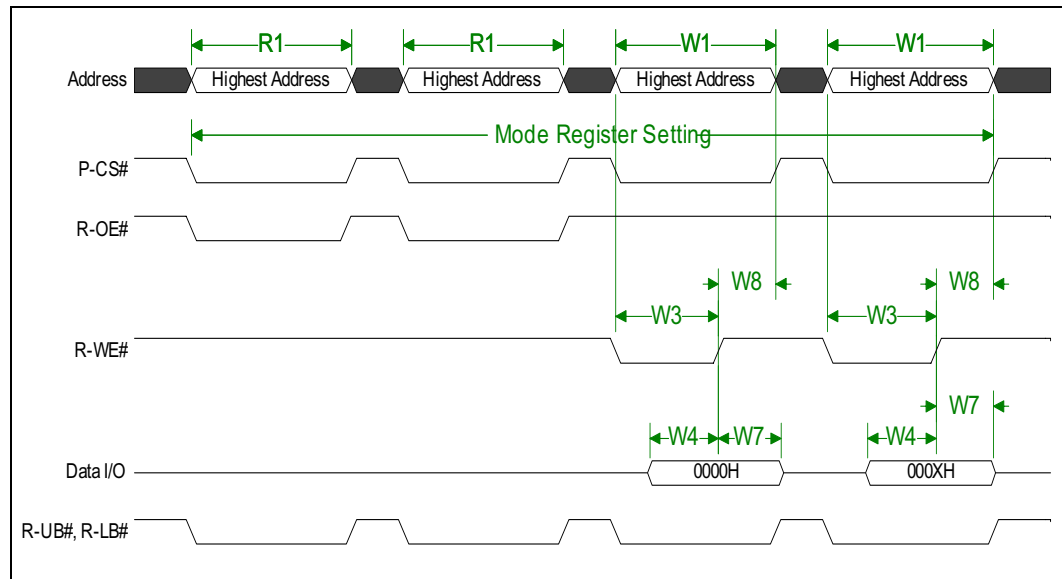 R1 R1 W1 W1
Address Highest Address Highest Address Highest Address Highest Address
Mode Register Setting
P-CS#
R-OE#
W8 W8
W3 W3
R-WE#
W7
W4 W7 W4
Data I/O 0000H 000XH
R-UB#, R-LB#